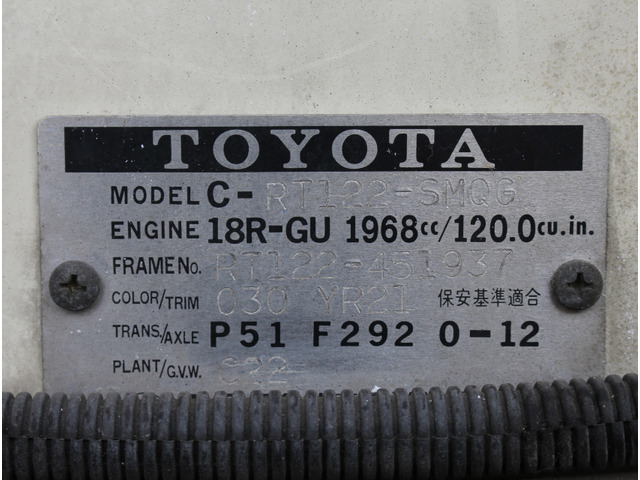 TOYOTA
MODEL C-RT122-SMQG
ENGINE 18R-GU 1968cc/120.0cu.in.
FRAME No. RT122-451937
COLOR/TRIM 030 YR21 保安基準適合
TRANS./AXLE P51 F292 0-12
PLANT/G.V.W.